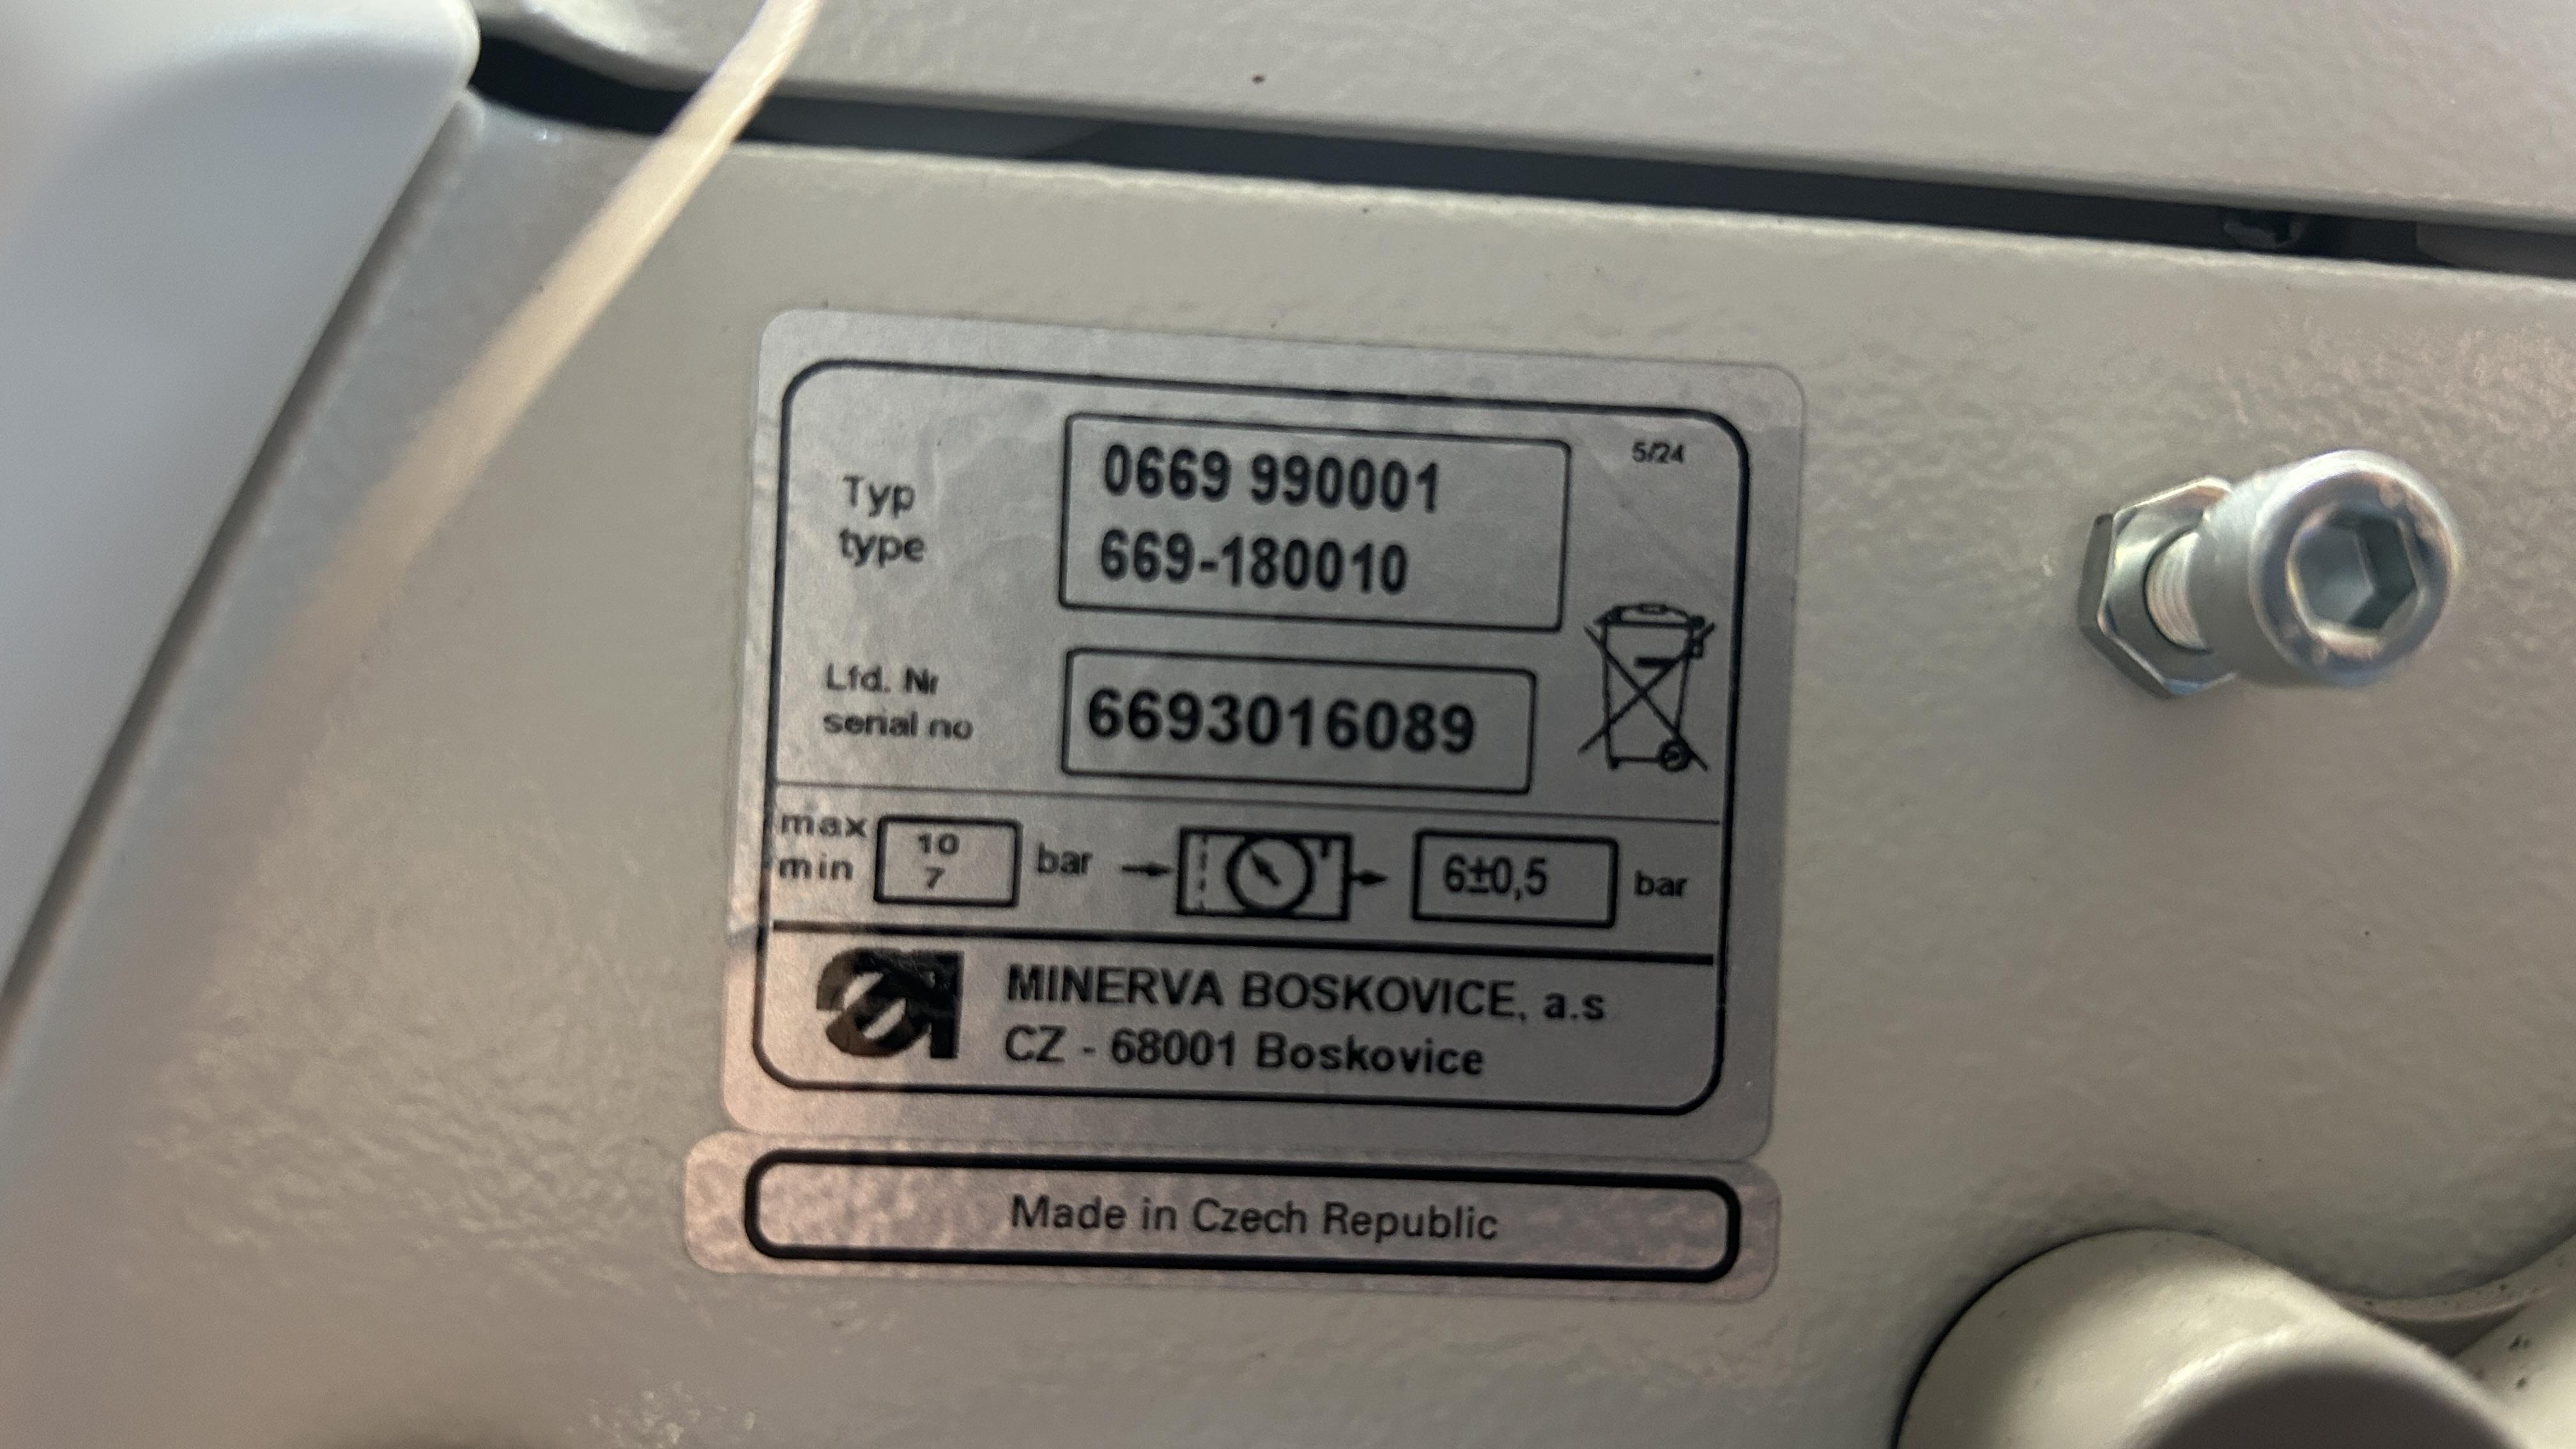 5/24
Typ
type
0669 990001
669-180010
Lfd. Nr
serial no
6693016089
max
min
10
7
bar
6±0,5
bar
MINERVA BOSKOVICE, a.s
CZ - 68001 Boskovice
Made in Czech Republic